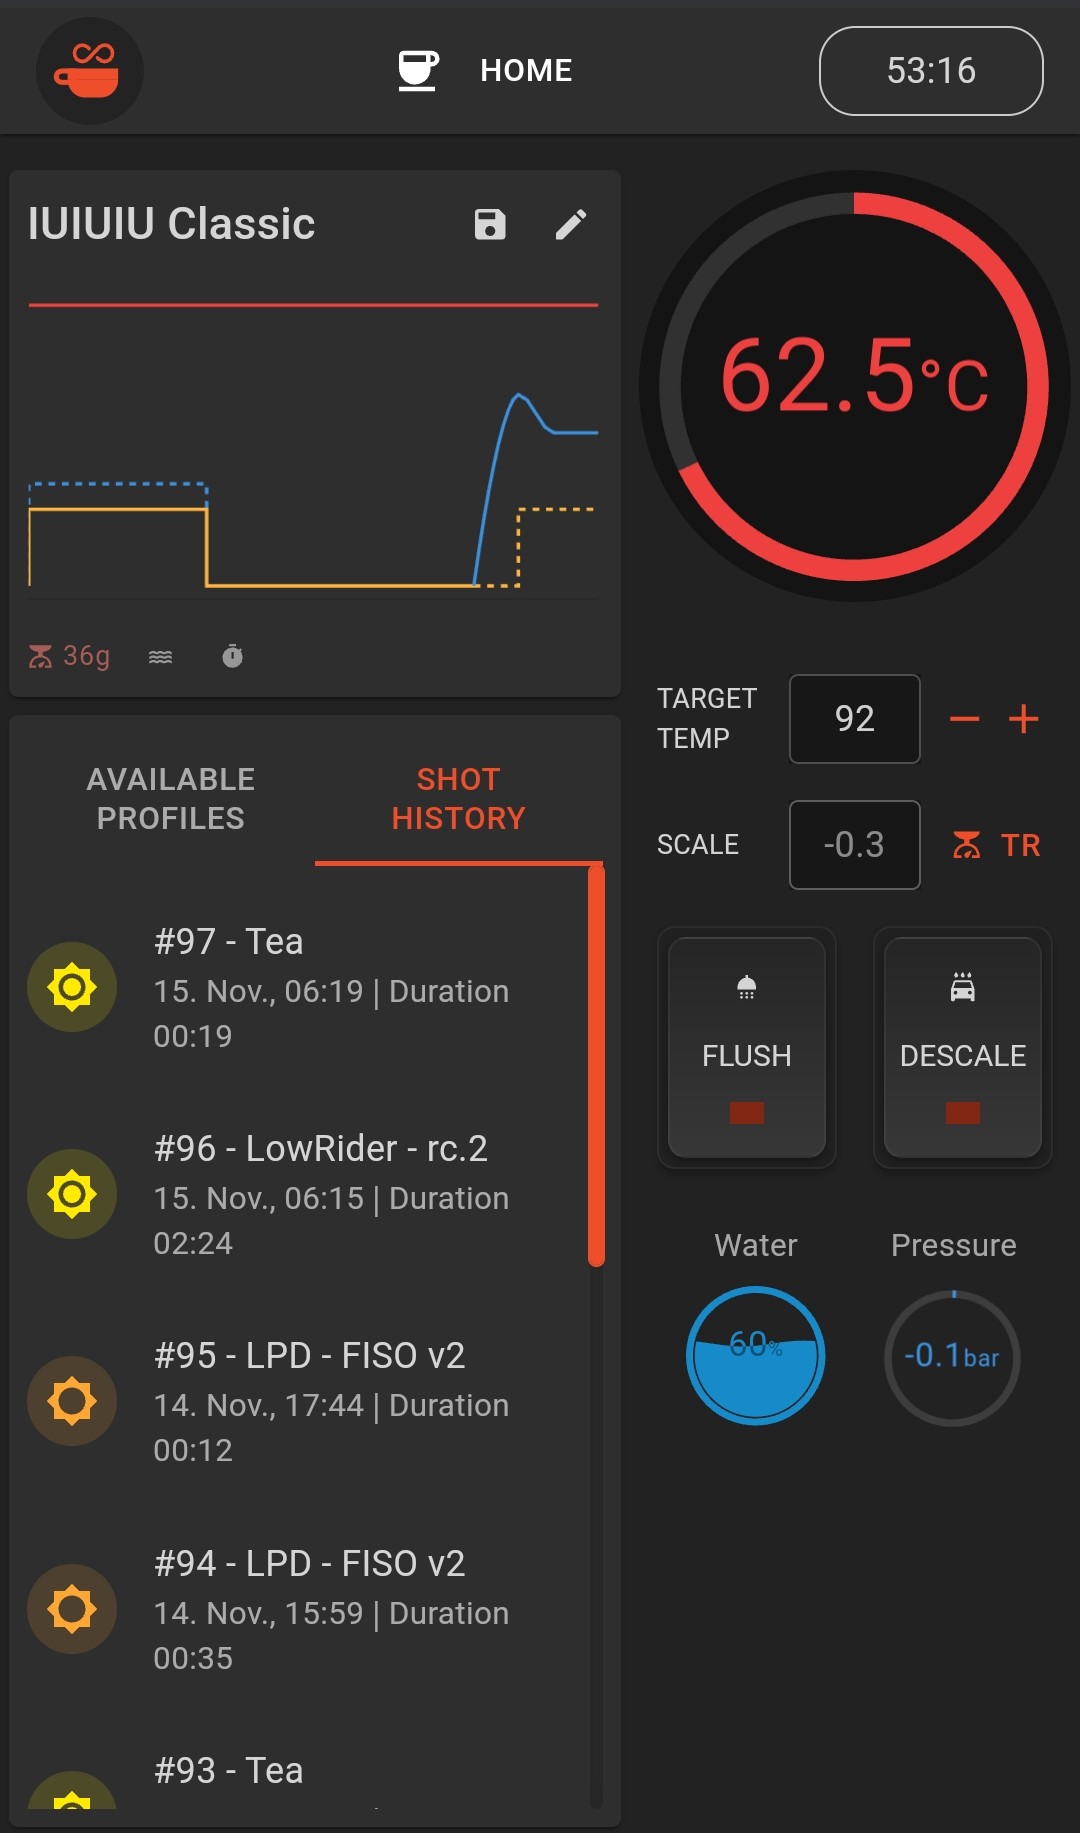 HOME
53:16
IUIUIU Classic
36g
AVAILABLE
PROFILES
SHOT
HISTORY
#97 - Tea
15. Nov., 06:19 | Duration
00:19
#96 - LowRider - rc.2
15. Nov., 06:15 | Duration
02:24
#95 - LPD - FISO v2
14. Nov., 17:44 | Duration
00:12
#94 - LPD - FISO v2
14. Nov., 15:59 | Duration
00:35
#93 - Tea
62.5°C
TARGET
TEMP
92
SCALE
-0.3
TR
FLUSH
DESCALE
Water
Pressure
60%
-0.1bar